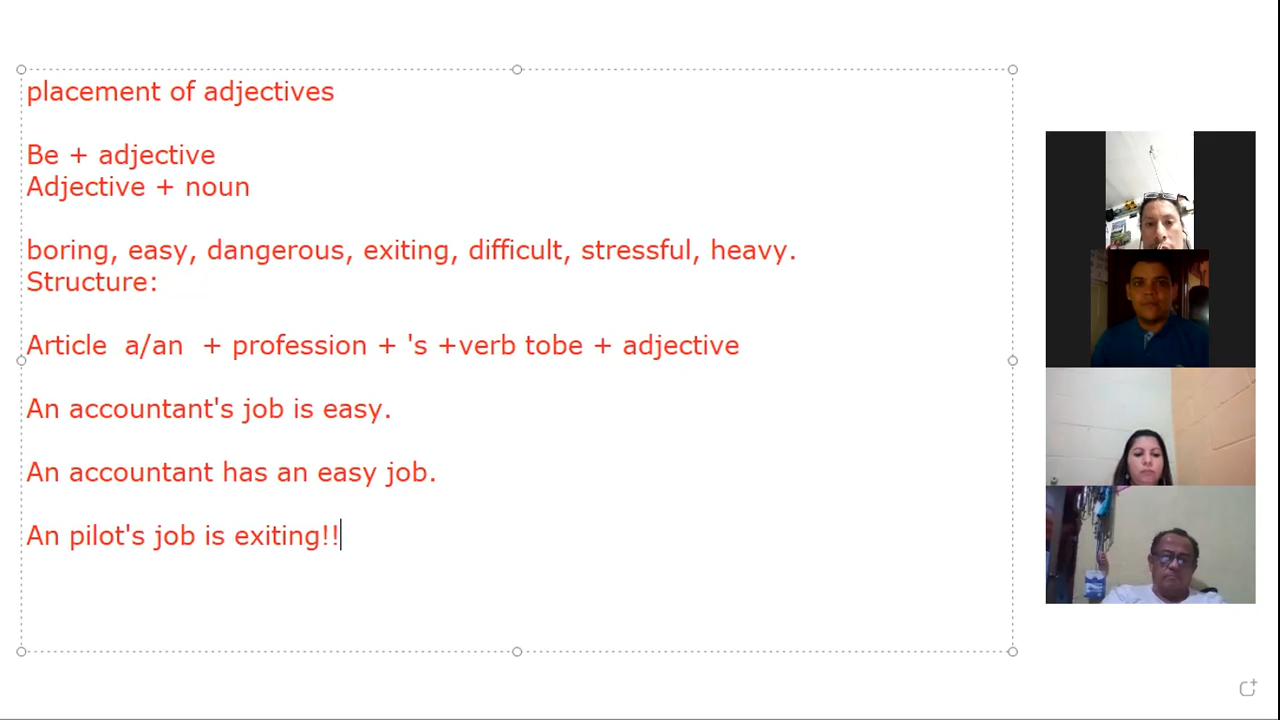 placement of adjectives
Be + adjective
Adjective + noun
boring, easy, dangerous, exiting, difficult, stressful, heavy.
Structure:
Article  a/an  + profession + 's +verb tobe + adjective
An accountant's job is easy.
An accountant has an easy job.
An pilot's job is exiting!!